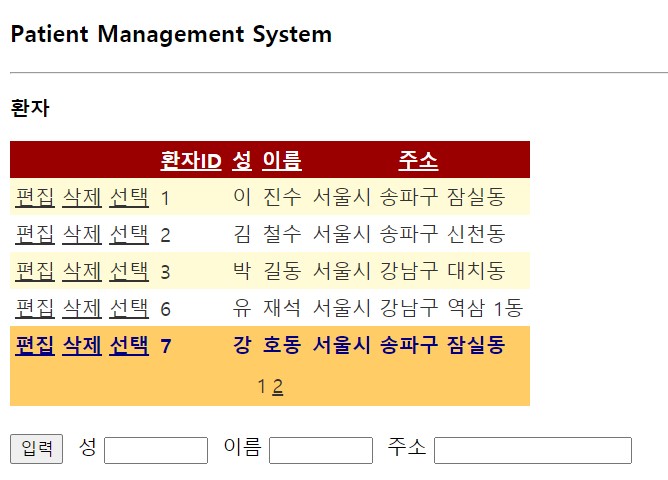 Patient Management System
환자
환자ID 성 이름 주소
편집 삭제 선택 1 이 진수 서울시 송파구 잠실동
편집 삭제 선택 2 김 철수 서울시 송파구 신천동
편집 삭제 선택 3 박 길동 서울시 강남구 대치동
편집 삭제 선택 6 유 재석 서울시 강남구 역삼 1동
편집 삭제 선택 7 강 호동 서울시 송파구 잠실동
1 2
입력 성 이름 주소